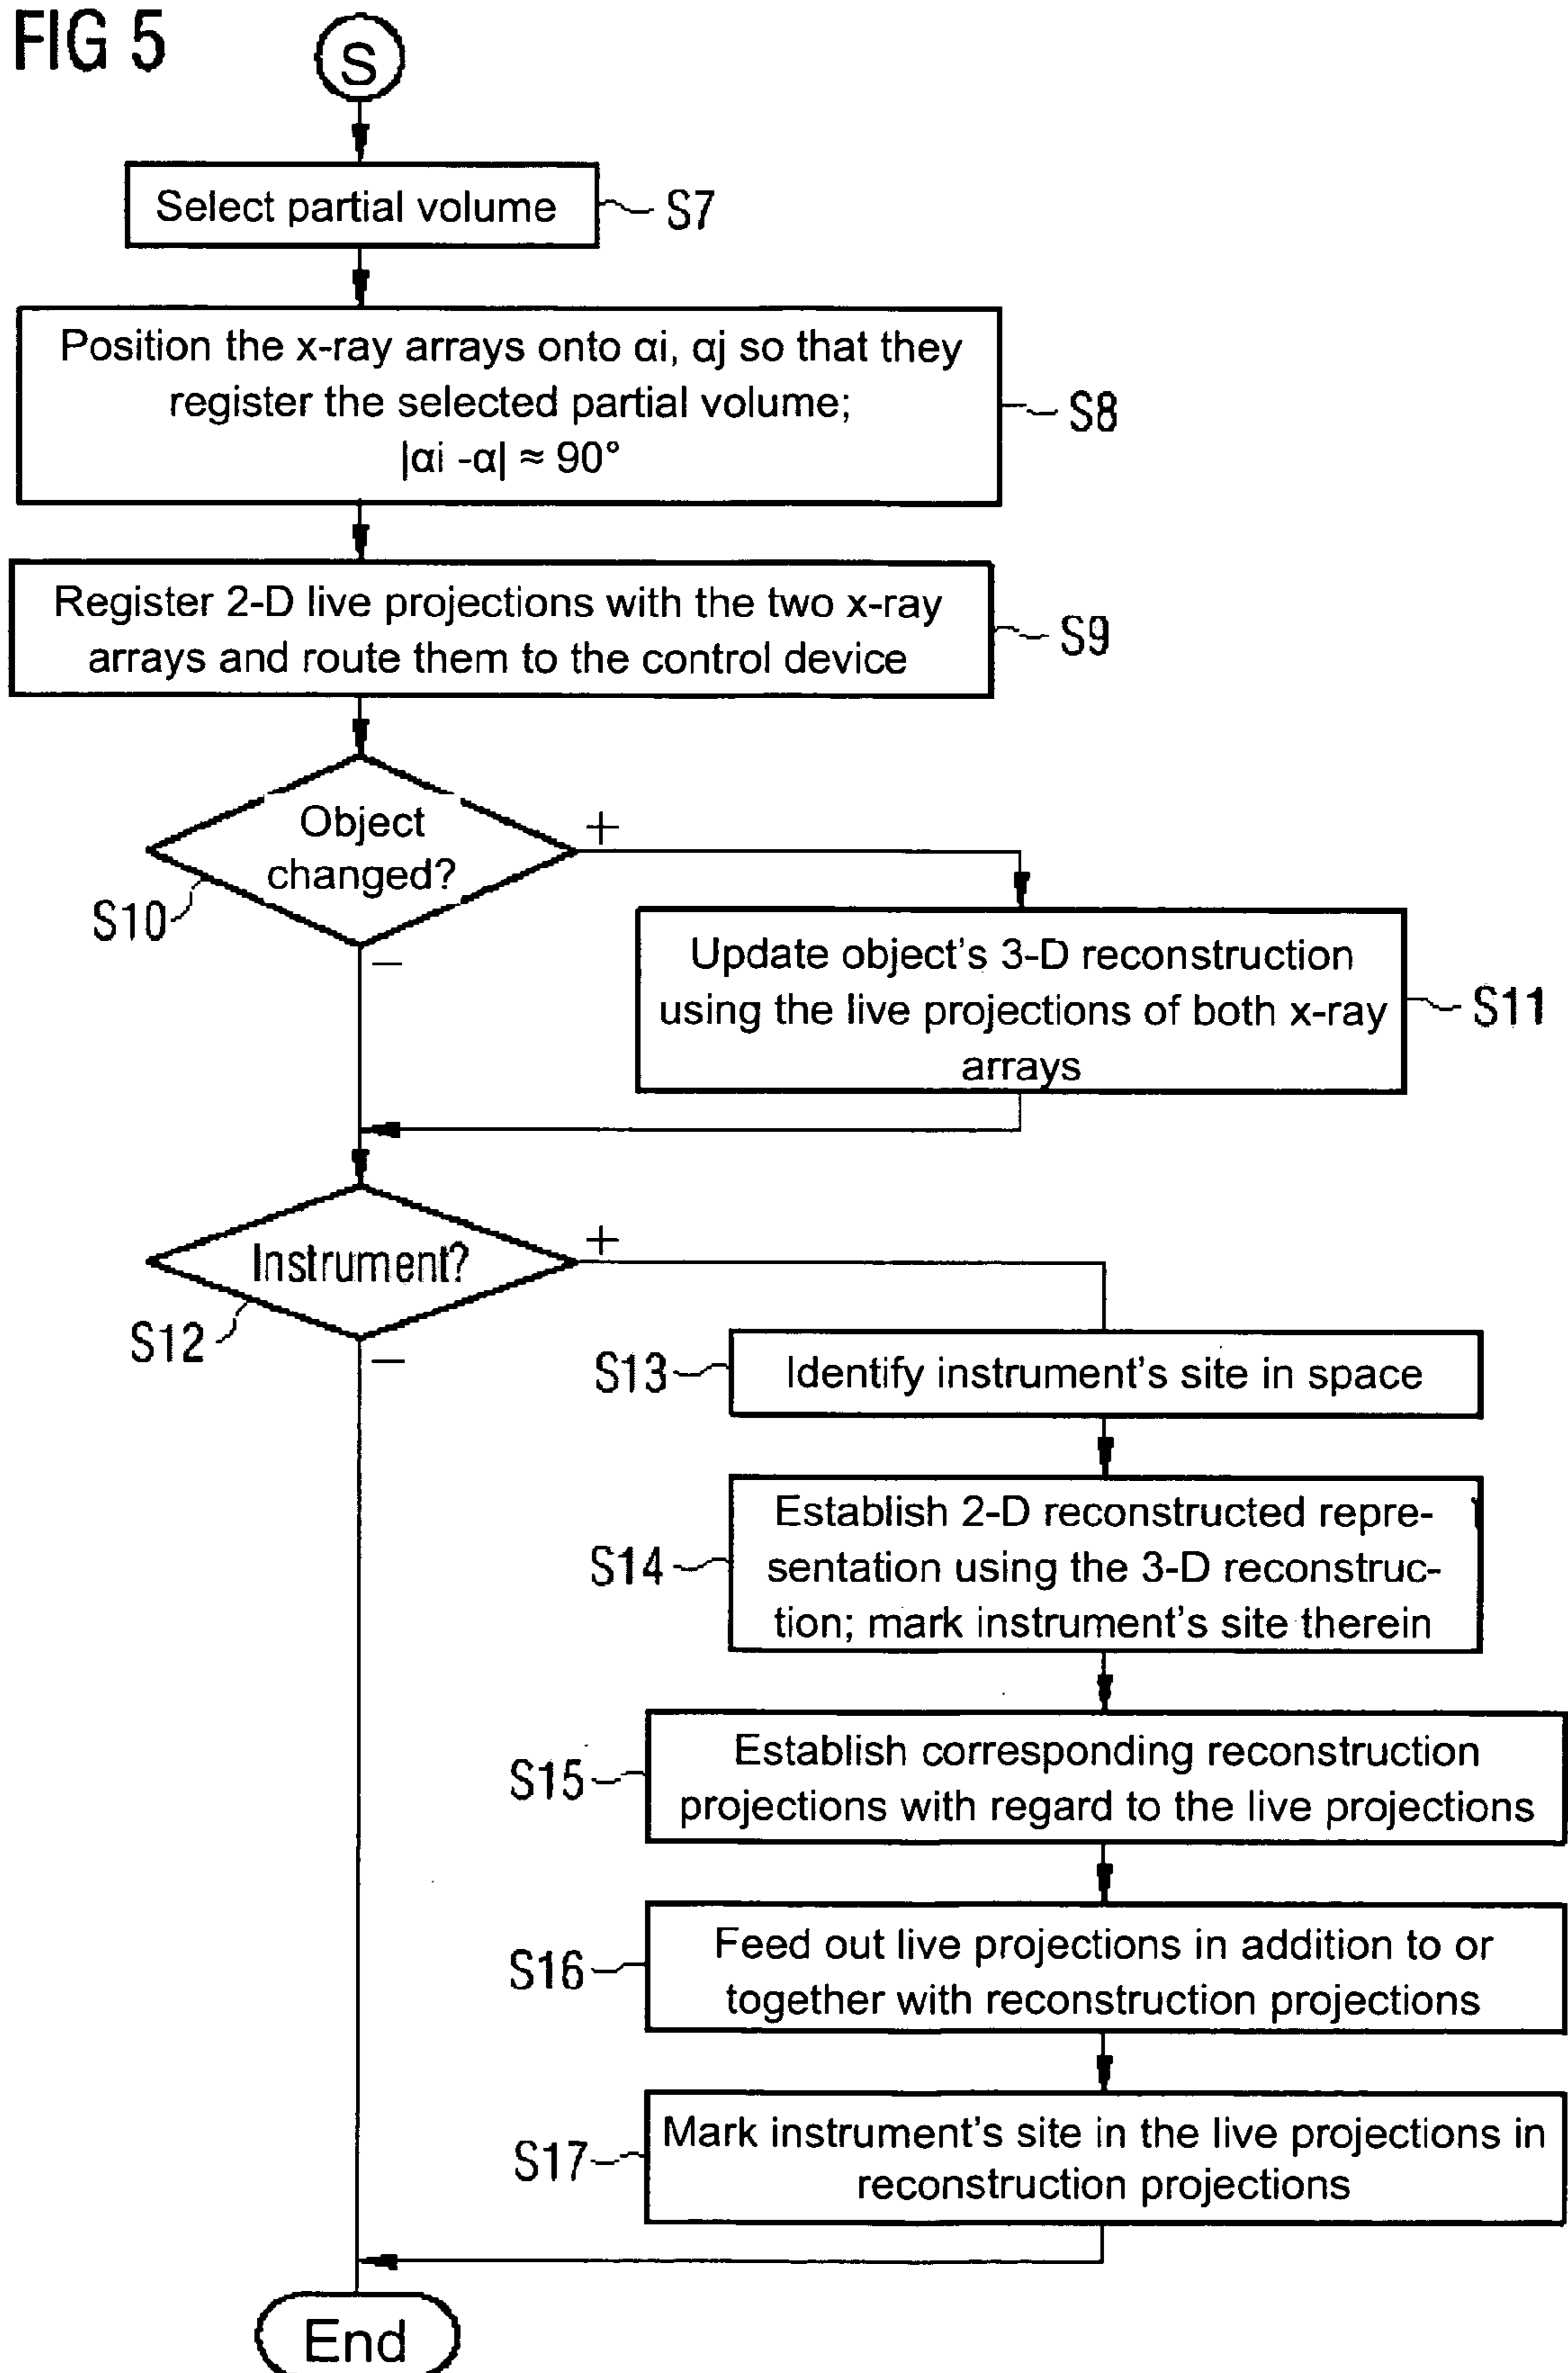 FIG 5
S
Select partial volume
S7
Position the x-ray arrays onto αi, αj so that they
register the selected partial volume;
|αi -α| ≈ 90°
S8
Register 2-D live projections with the two x-ray
arrays and route them to the control device
S9
Object
changed?
+
S10
–
Update object's 3-D reconstruction
using the live projections of both x-ray
arrays
S11
Instrument?
+
S12
–
S13
Identify instrument's site in space
Establish 2-D reconstructed repre-
sentation using the 3-D reconstruc-
tion; mark instrument's site therein
S14
Establish corresponding reconstruction
projections with regard to the live projections
S15
Feed out live projections in addition to or
together with reconstruction projections
S16
Mark instrument's site in the live projections in
reconstruction projections
S17
End